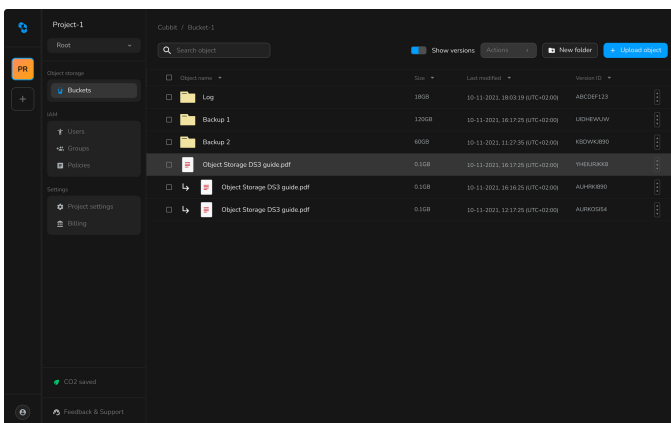 Project-1
Root
PR
Object storage
Buckets
IAM
Users
Groups
Policies
Settings
Project settings
Billing
CO2 saved
Feedback & Support
Cubbit / Bucket-1
Search object
Show versions
Actions
New folder
+ Upload object
Object name Size Last modified Version ID
Log 18GB 10-11-2021, 18:03:19 (UTC+02:00) ABCDEF123
Backup 1 120GB 10-11-2021, 16:17:25 (UTC+02:00) UIDHEWUW
Backup 2 60GB 10-11-2021, 11:27:35 (UTC+02:00) KBDWKJ890
Object Storage DS3 guide.pdf 0.1GB 10-11-2021, 16:17:25 (UTC+02:00) YHEIURIKK8
Object Storage DS3 guide.pdf 0.1GB 10-11-2021, 16:16:25 (UTC+02:00) AUHRKI890
Object Storage DS3 guide.pdf 0.1GB 10-11-2021, 12:17:25 (UTC+02:00) AURKOSI54